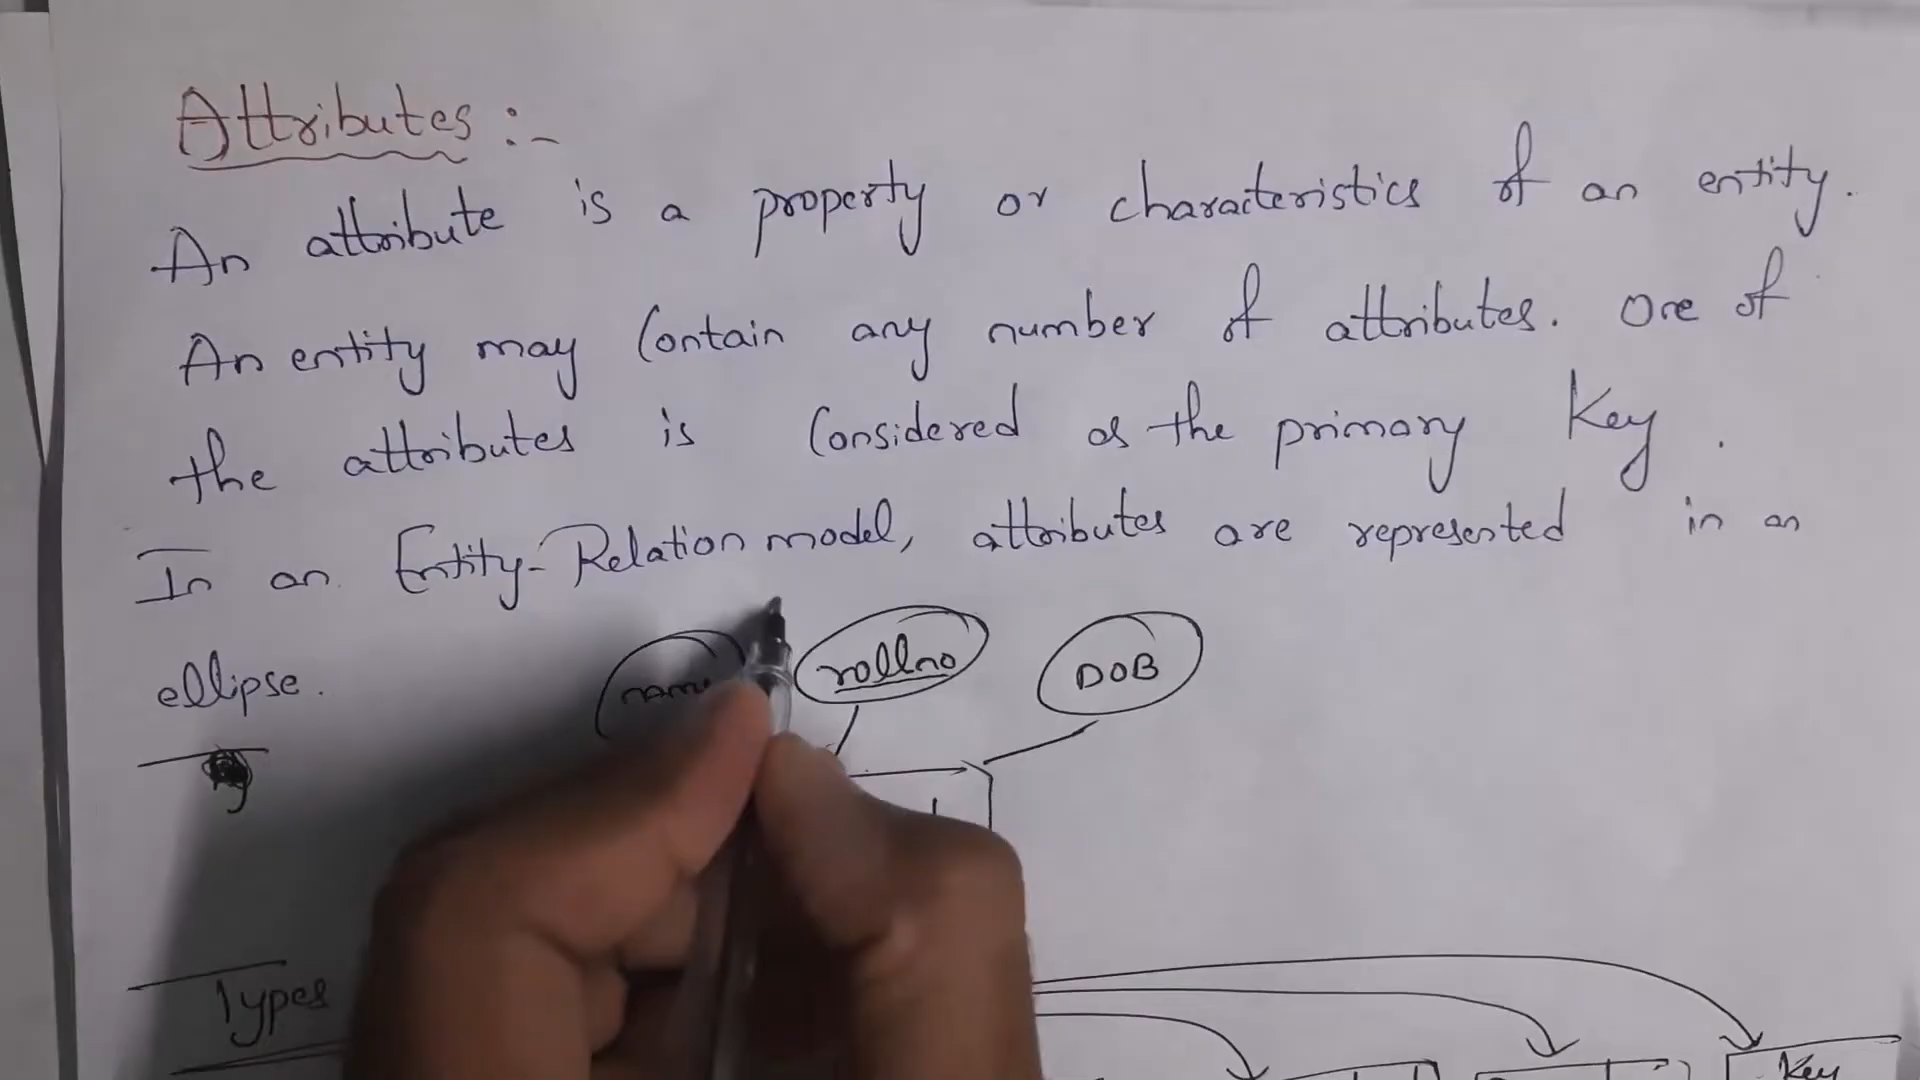 Attributes :-
An attribute is a property or characteristics of an entity.
An entity may Contain any number of attributes. One of
the attributes is Considered as the primary Key.
In an Entity-Relation model, attributes are represented in an
ellipse.
name rollno DOB
Types
Key